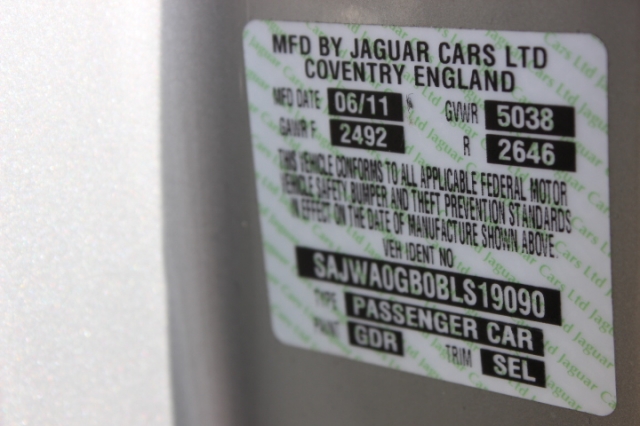 MFD BY JAGUAR CARS LTD
COVENTRY ENGLAND
MFD DATE 06/11 GVWR 5038
GAWR F 2492 R 2646
THIS VEHICLE CONFORMS TO ALL APPLICABLE FEDERAL MOTOR
VEHICLE SAFETY, BUMPER AND THEFT PREVENTION STANDARDS
IN EFFECT ON THE DATE OF MANUFACTURE SHOWN ABOVE.
VEH IDENT NO
SAJWA0GB0BLS19090
TYPE PASSENGER CAR
PAINT GDR TRIM SEL